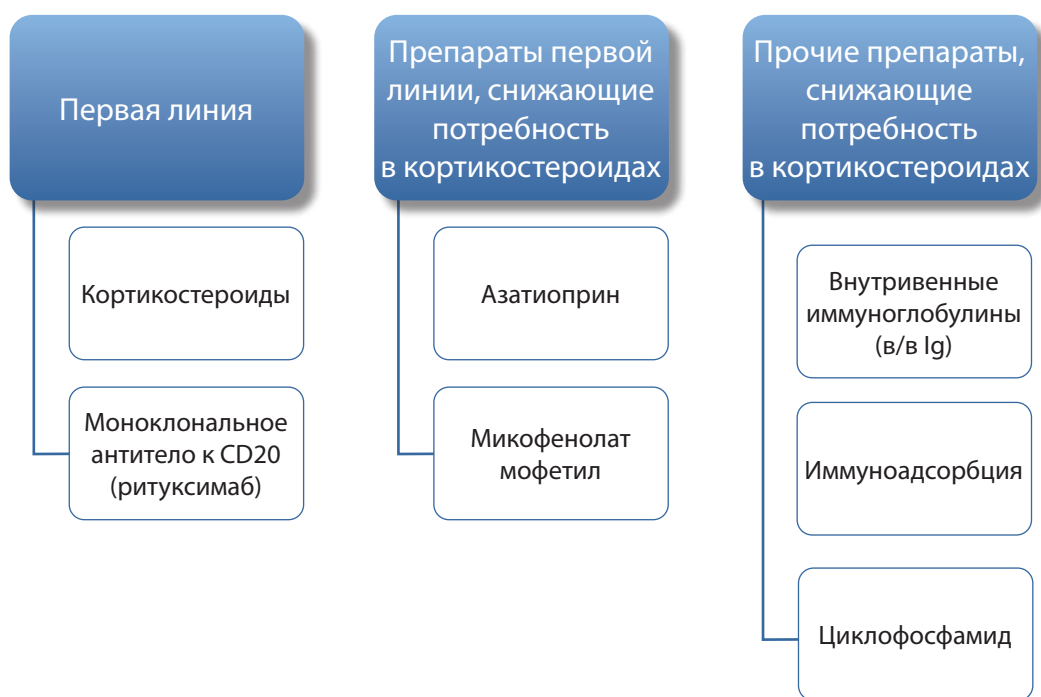 Первая линия
Кортикостероиды
Моноклональное
антитело к CD20
(ритуксимаб)
Препараты первой
линии, снижающие
потребность
в кортикостероидах
Азатиоприн
Микофенолат
мофетил
Прочие препараты,
снижающие
потребность
в кортикостероидах
Внутривенные
иммуноглобулины
(в/в Ig)
Иммуноадсорбция
Циклофосфамид